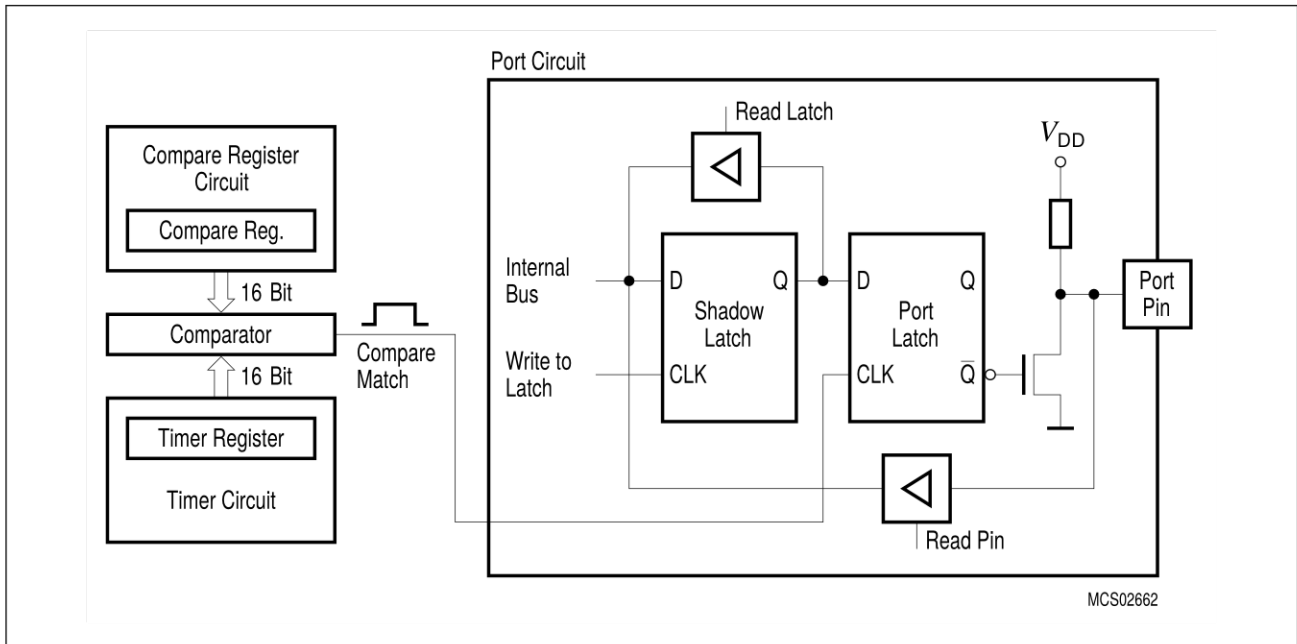 Port Circuit
Read Latch
V_DD
Compare Register
Circuit
Compare Reg.
16 Bit
Comparator
16 Bit
Timer Register
Timer Circuit
Compare
Match
Internal
Bus
Write to
Latch
D Q
Shadow
Latch
CLK
D Q
Port
Latch
CLK Q̅
Port
Pin
Read Pin
MCS02662